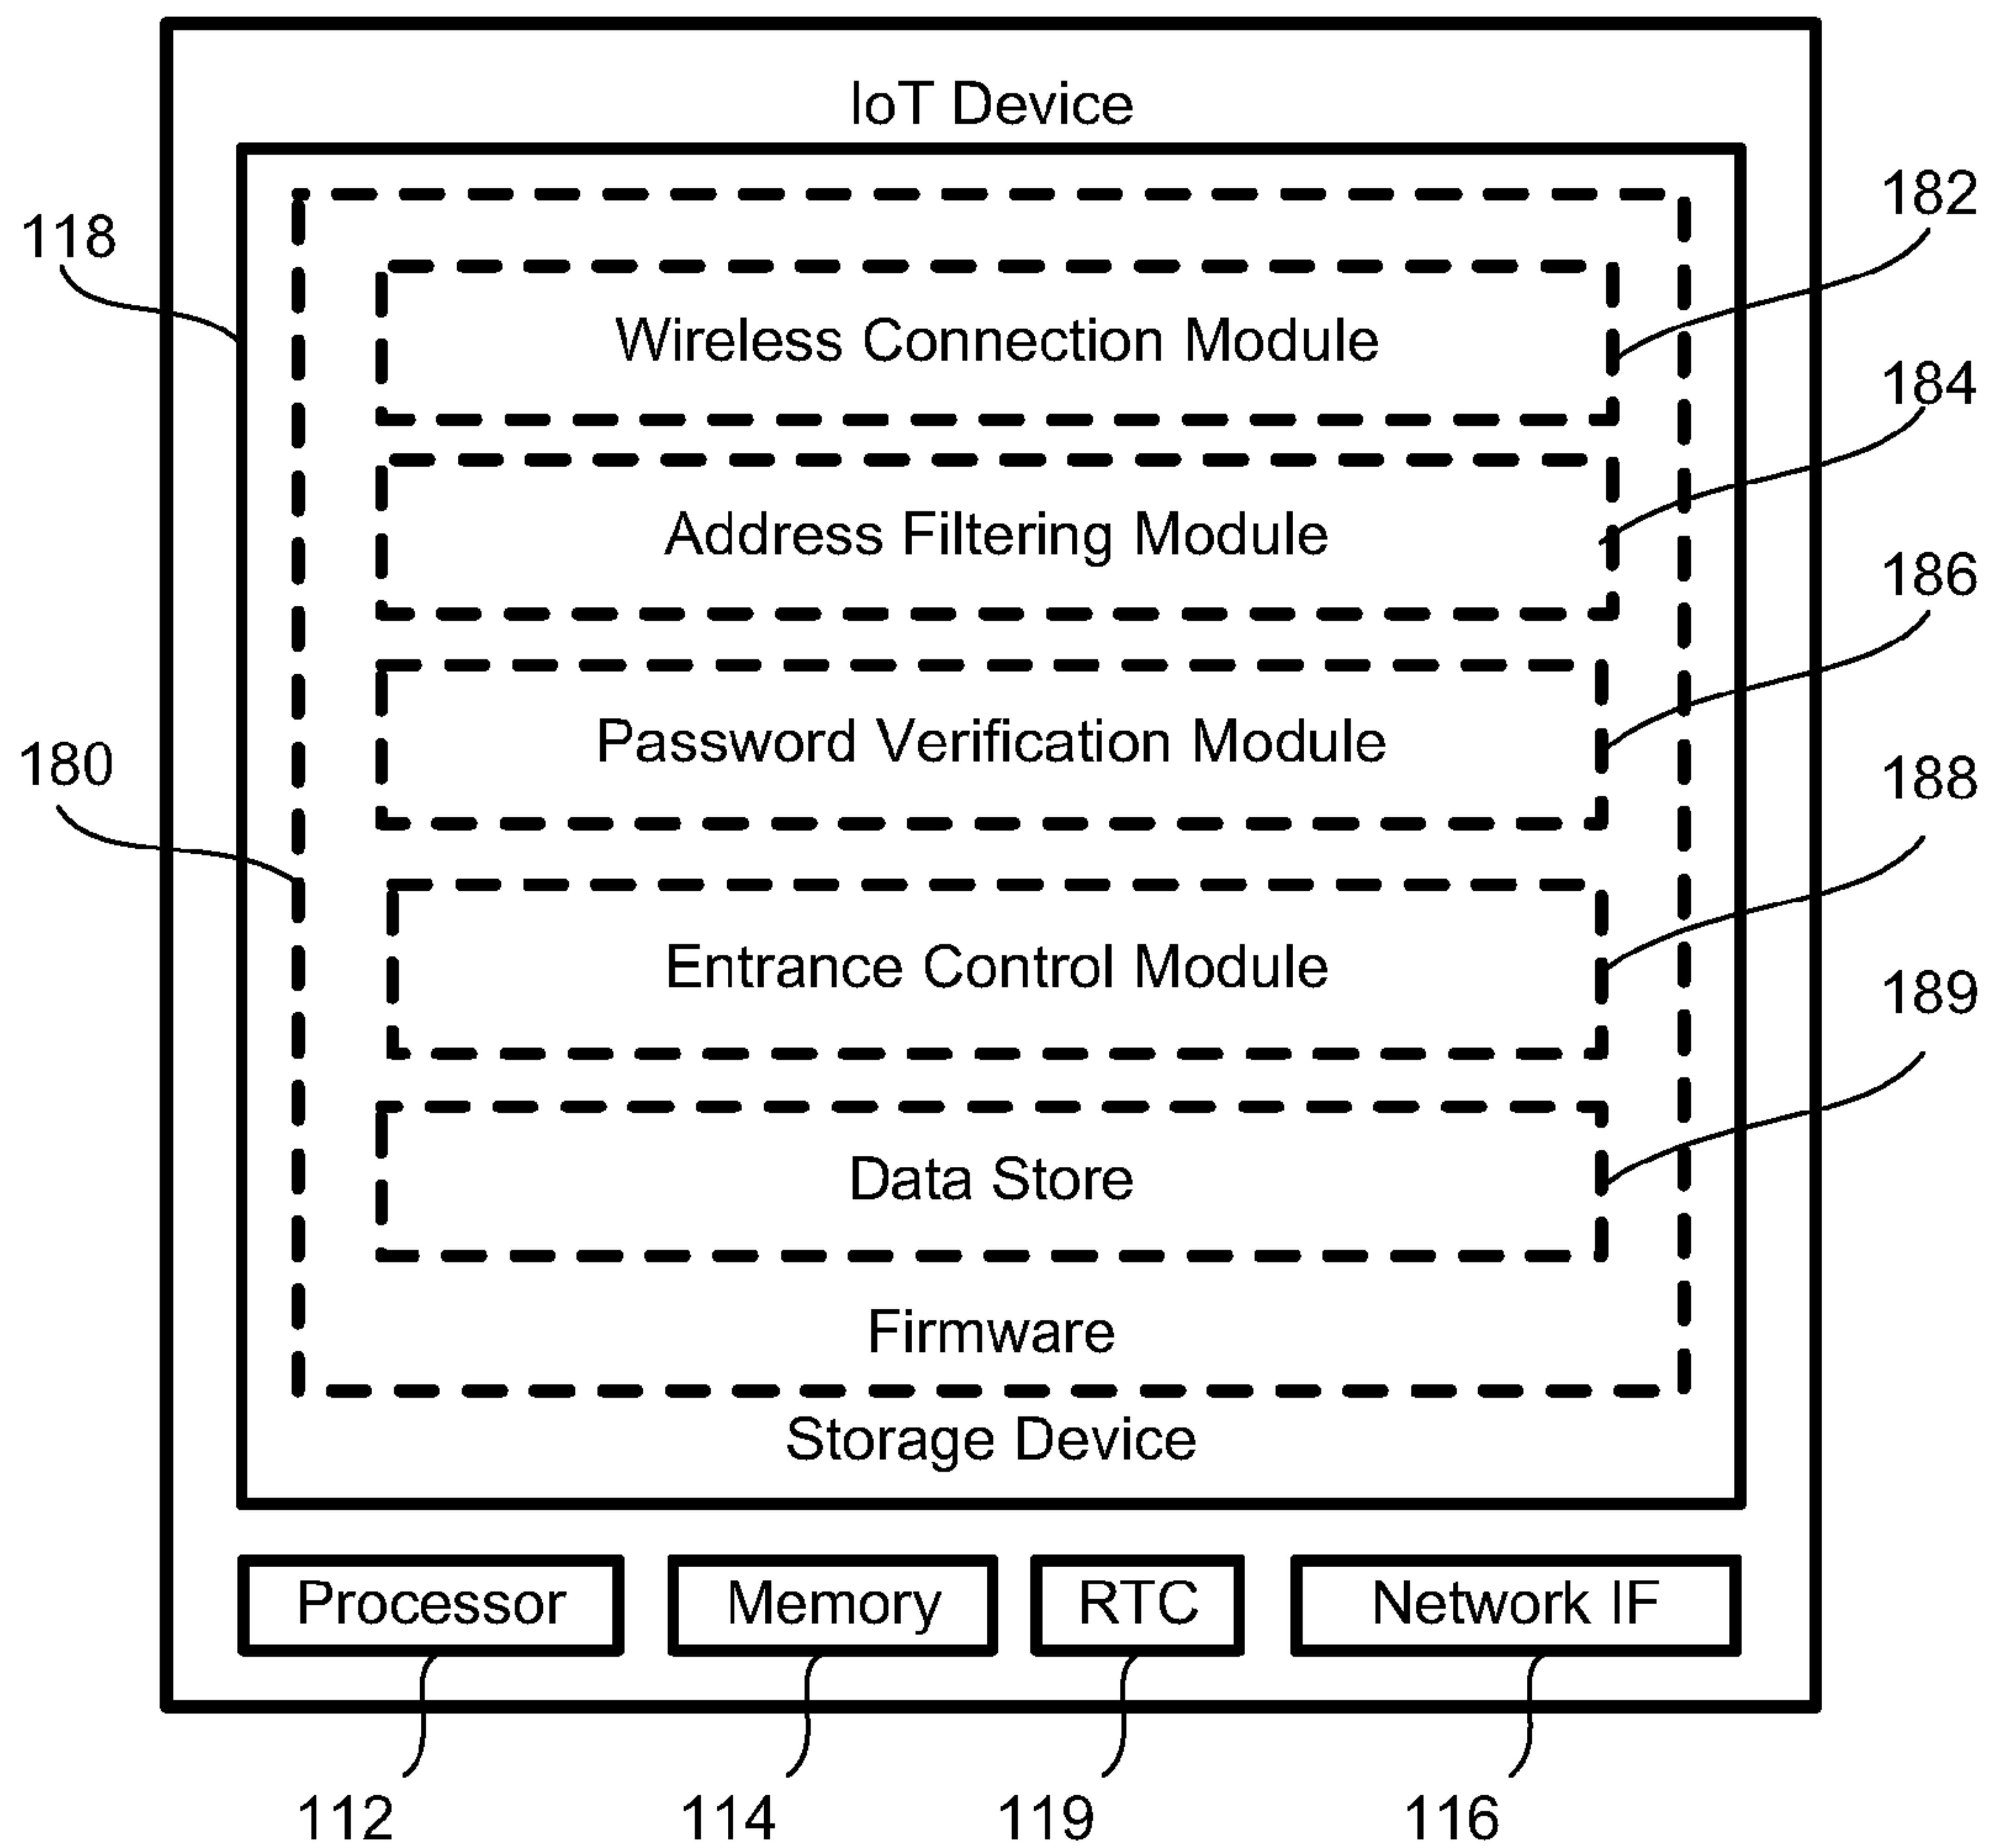 IoT Device
182
118
Wireless Connection Module
184
Address Filtering Module
186
Password Verification Module
180
188
Entrance Control Module
189
Data Store
Firmware
Storage Device
Processor
Memory
RTC
Network IF
112
114
119
116